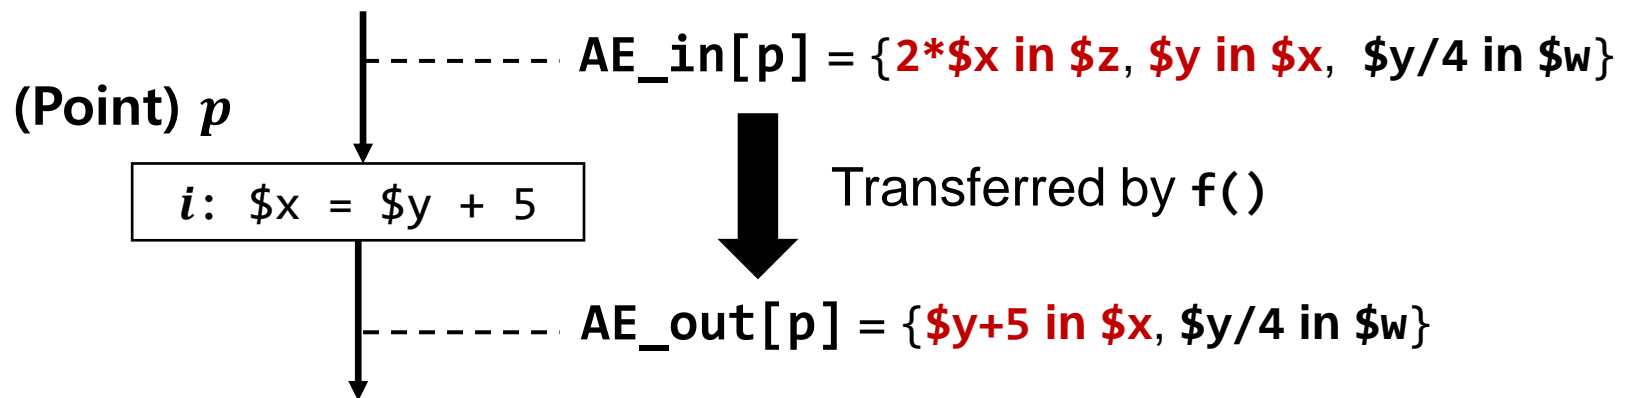 AE_in[p] = {2*$x in $z, $y in $x, $y/4 in $w}
(Point) p
i: $x = $y + 5
Transferred by f()
AE_out[p] = {$y+5 in $x, $y/4 in $w}